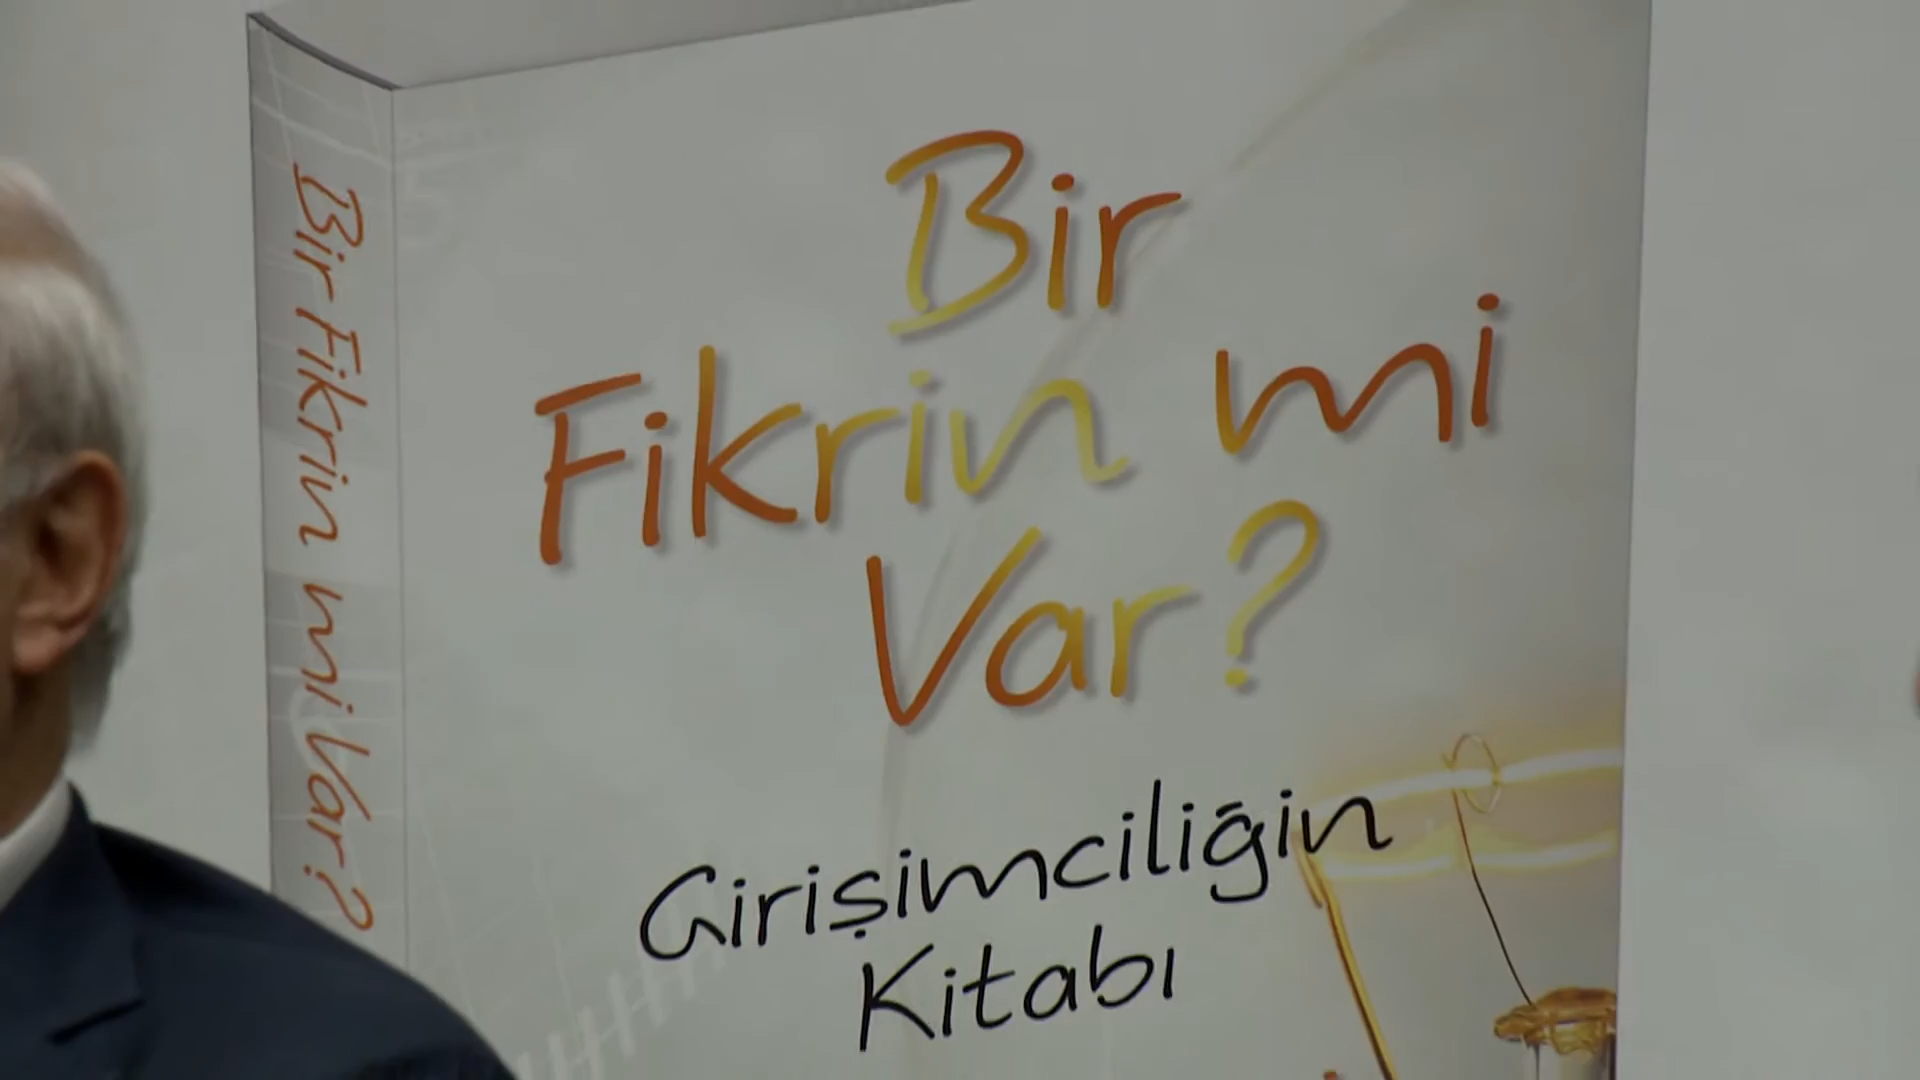 Bir Fikrin mi Var?
Bir
Fikrin mi
Var?
Girişimciliğin
Kitabı